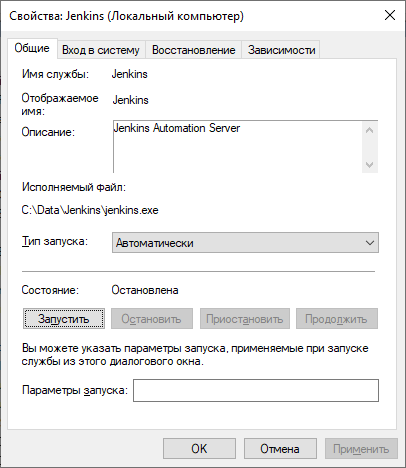 Свойства: Jenkins (Локальный компьютер)
Общие Вход в систему Восстановление Зависимости
Имя службы: Jenkins
Отображаемое имя: Jenkins
Описание: Jenkins Automation Server
Исполняемый файл:
C:\Data\Jenkins\jenkins.exe
Тип запуска: Автоматически
Состояние: Остановлена
Запустить Остановить Приостановить Продолжить
Вы можете указать параметры запуска, применяемые при запуске
службы из этого диалогового окна.
Параметры запуска:
OK Отмена Применить